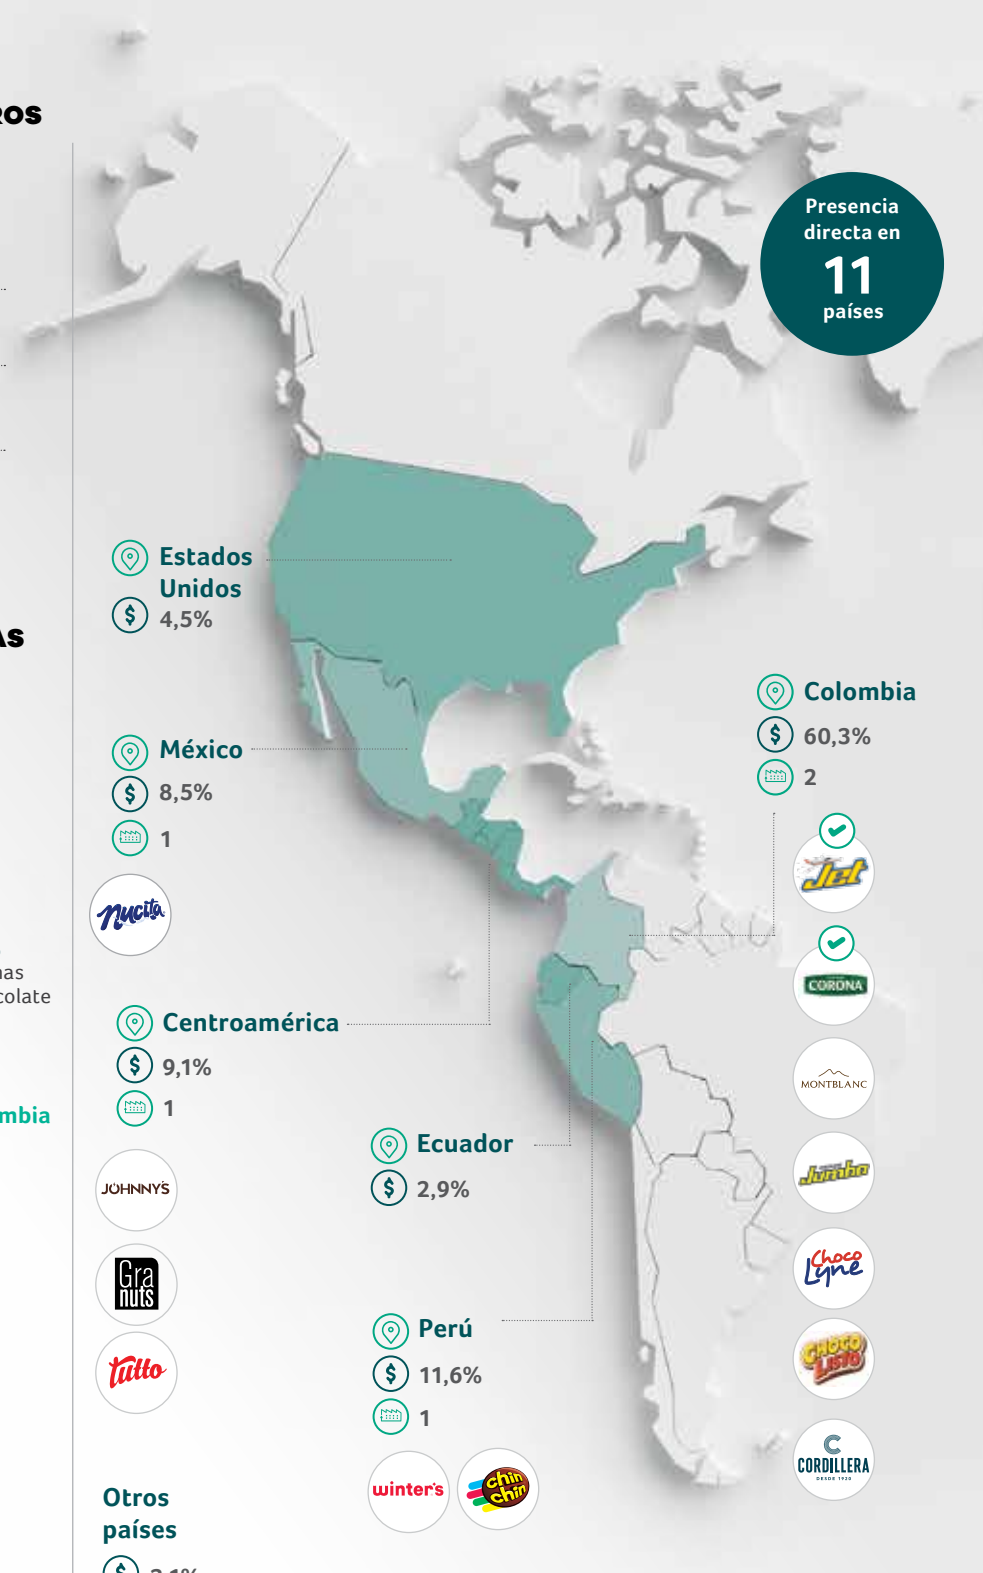 Presencia
directa en
11
países
Estados
Unidos
$ 4,5%
Colombia
$ 60,3%
2
México
$ 8,5%
1
Nucita
Jet
CORONA
MONTBLANC
Jumbo
Choco
Lyne
CHOCO
LISTO
CORDILLERA
DESDE 1920
Centroamérica
$ 9,1%
1
JOHNNY'S
Gra
nuts
Tutto
Ecuador
$ 2,9%
Perú
$ 11,6%
1
winter's
chin
chin
Otros
países